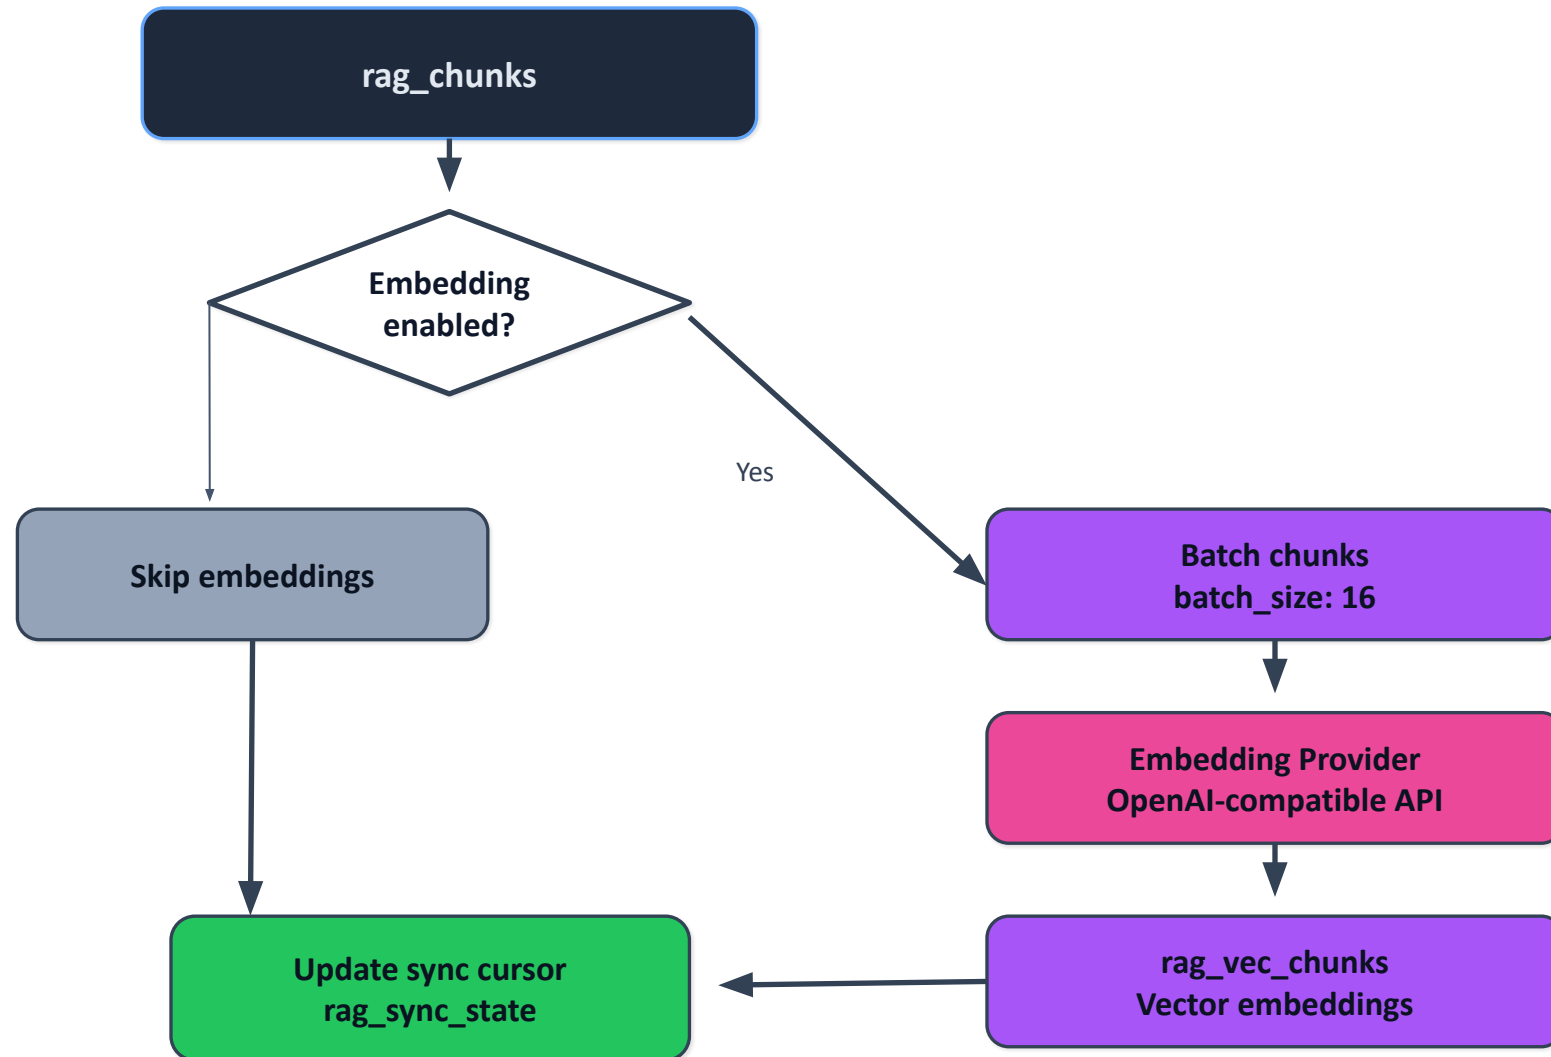 rag_chunks
Embedding
enabled?
Yes
Skip embeddings
Batch chunks
batch_size: 16
Embedding Provider
OpenAI-compatible API
Update sync cursor
rag_sync_state
rag_vec_chunks
Vector embeddings